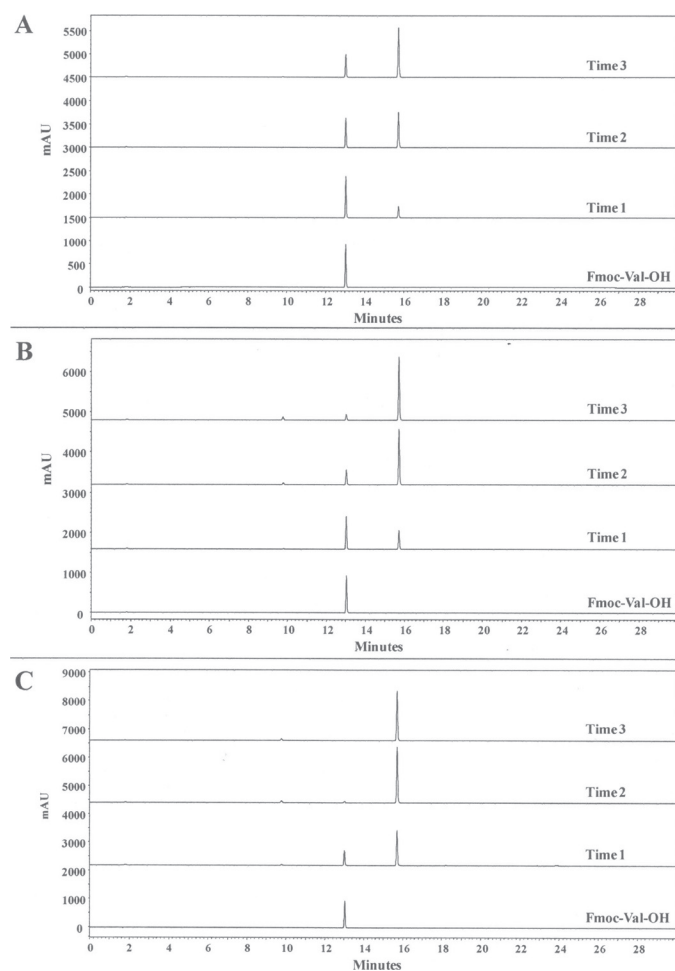 A
5500
Time 3
5000
4500
4000
3500
Time 2
3000
2500
2000
Time 1
1500
1000
500
Fmoc-Val-OH
0
mAU
0 2 4 6 8 10 12 14 16 18 20 22 24 26 28
Minutes
B
6000
5000
Time 3
4000
Time 2
3000
2000
Time 1
1000
Fmoc-Val-OH
0
mAU
0 2 4 6 8 10 12 14 16 18 20 22 24 26 28
Minutes
C
9000
8000
7000
Time 3
6000
5000
Time 2
4000
3000
Time 1
2000
1000
Fmoc-Val-OH
0
mAU
0 2 4 6 8 10 12 14 16 18 20 22 24 26 28
Minutes